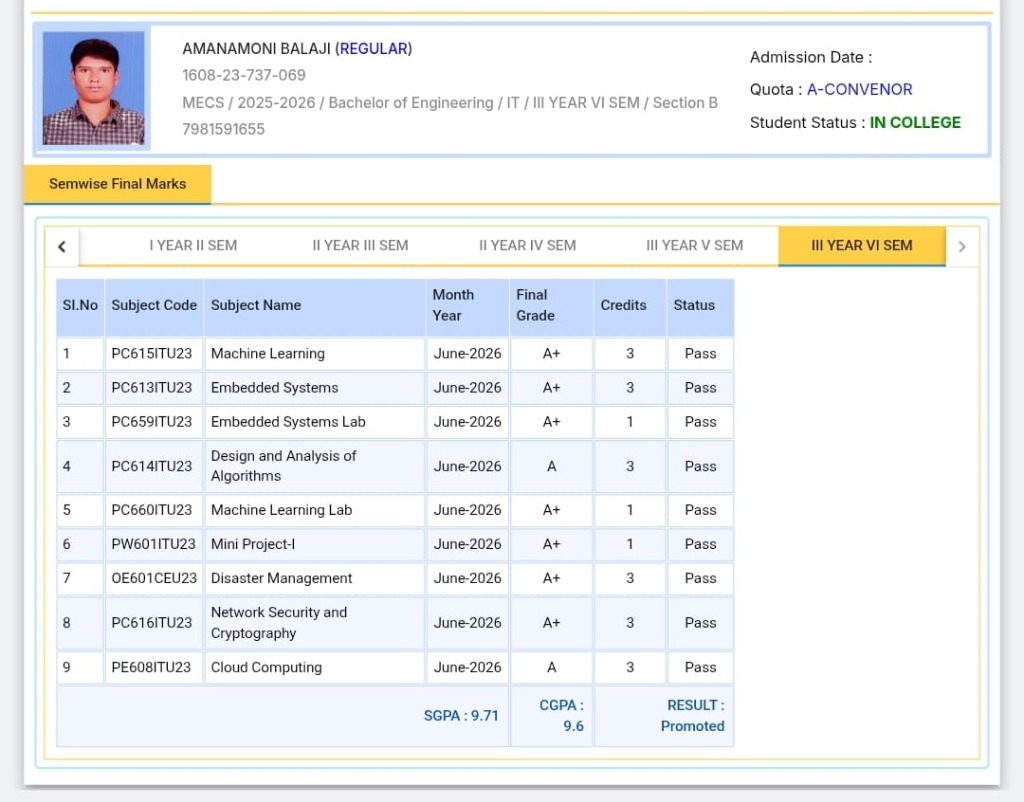 AMANAMONI BALAJI (REGULAR)
1608-23-737-069
MECS / 2025-2026 / Bachelor of Engineering / IT / III YEAR VI SEM / Section B
7981591655
Admission Date :
Quota : A-CONVENOR
Student Status : IN COLLEGE
Semwise Final Marks
I YEAR II SEM II YEAR III SEM II YEAR IV SEM III YEAR V SEM III YEAR VI SEM
Sl.No Subject Code Subject Name Month Year Final Grade Credits Status
1 PC615ITU23 Machine Learning June-2026 A+ 3 Pass
2 PC613ITU23 Embedded Systems June-2026 A+ 3 Pass
3 PC659ITU23 Embedded Systems Lab June-2026 A+ 1 Pass
4 PC614ITU23 Design and Analysis of Algorithms June-2026 A 3 Pass
5 PC660ITU23 Machine Learning Lab June-2026 A+ 1 Pass
6 PW601ITU23 Mini Project-I June-2026 A+ 1 Pass
7 OE601CEU23 Disaster Management June-2026 A+ 3 Pass
8 PC616ITU23 Network Security and Cryptography June-2026 A+ 3 Pass
9 PE608ITU23 Cloud Computing June-2026 A 3 Pass
SGPA : 9.71 CGPA : 9.6 RESULT : Promoted